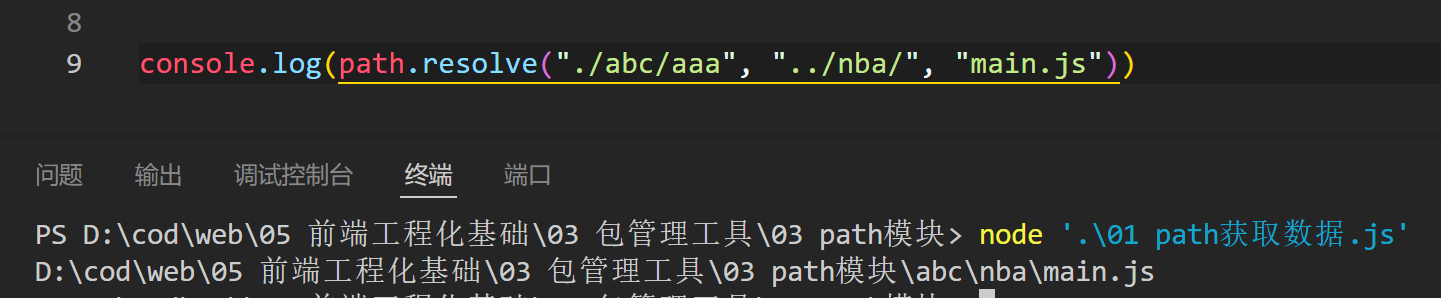 8
9 console.log(path.resolve("./abc/aaa", "../nba/", "main.js"))
问题 输出 调试控制台 终端 端口
PS D:\cod\web\05 前端工程化基础\03 包管理工具\03 path模块> node '.\01 path获取数据.js'
D:\cod\web\05 前端工程化基础\03 包管理工具\03 path模块\abc\nba\main.js